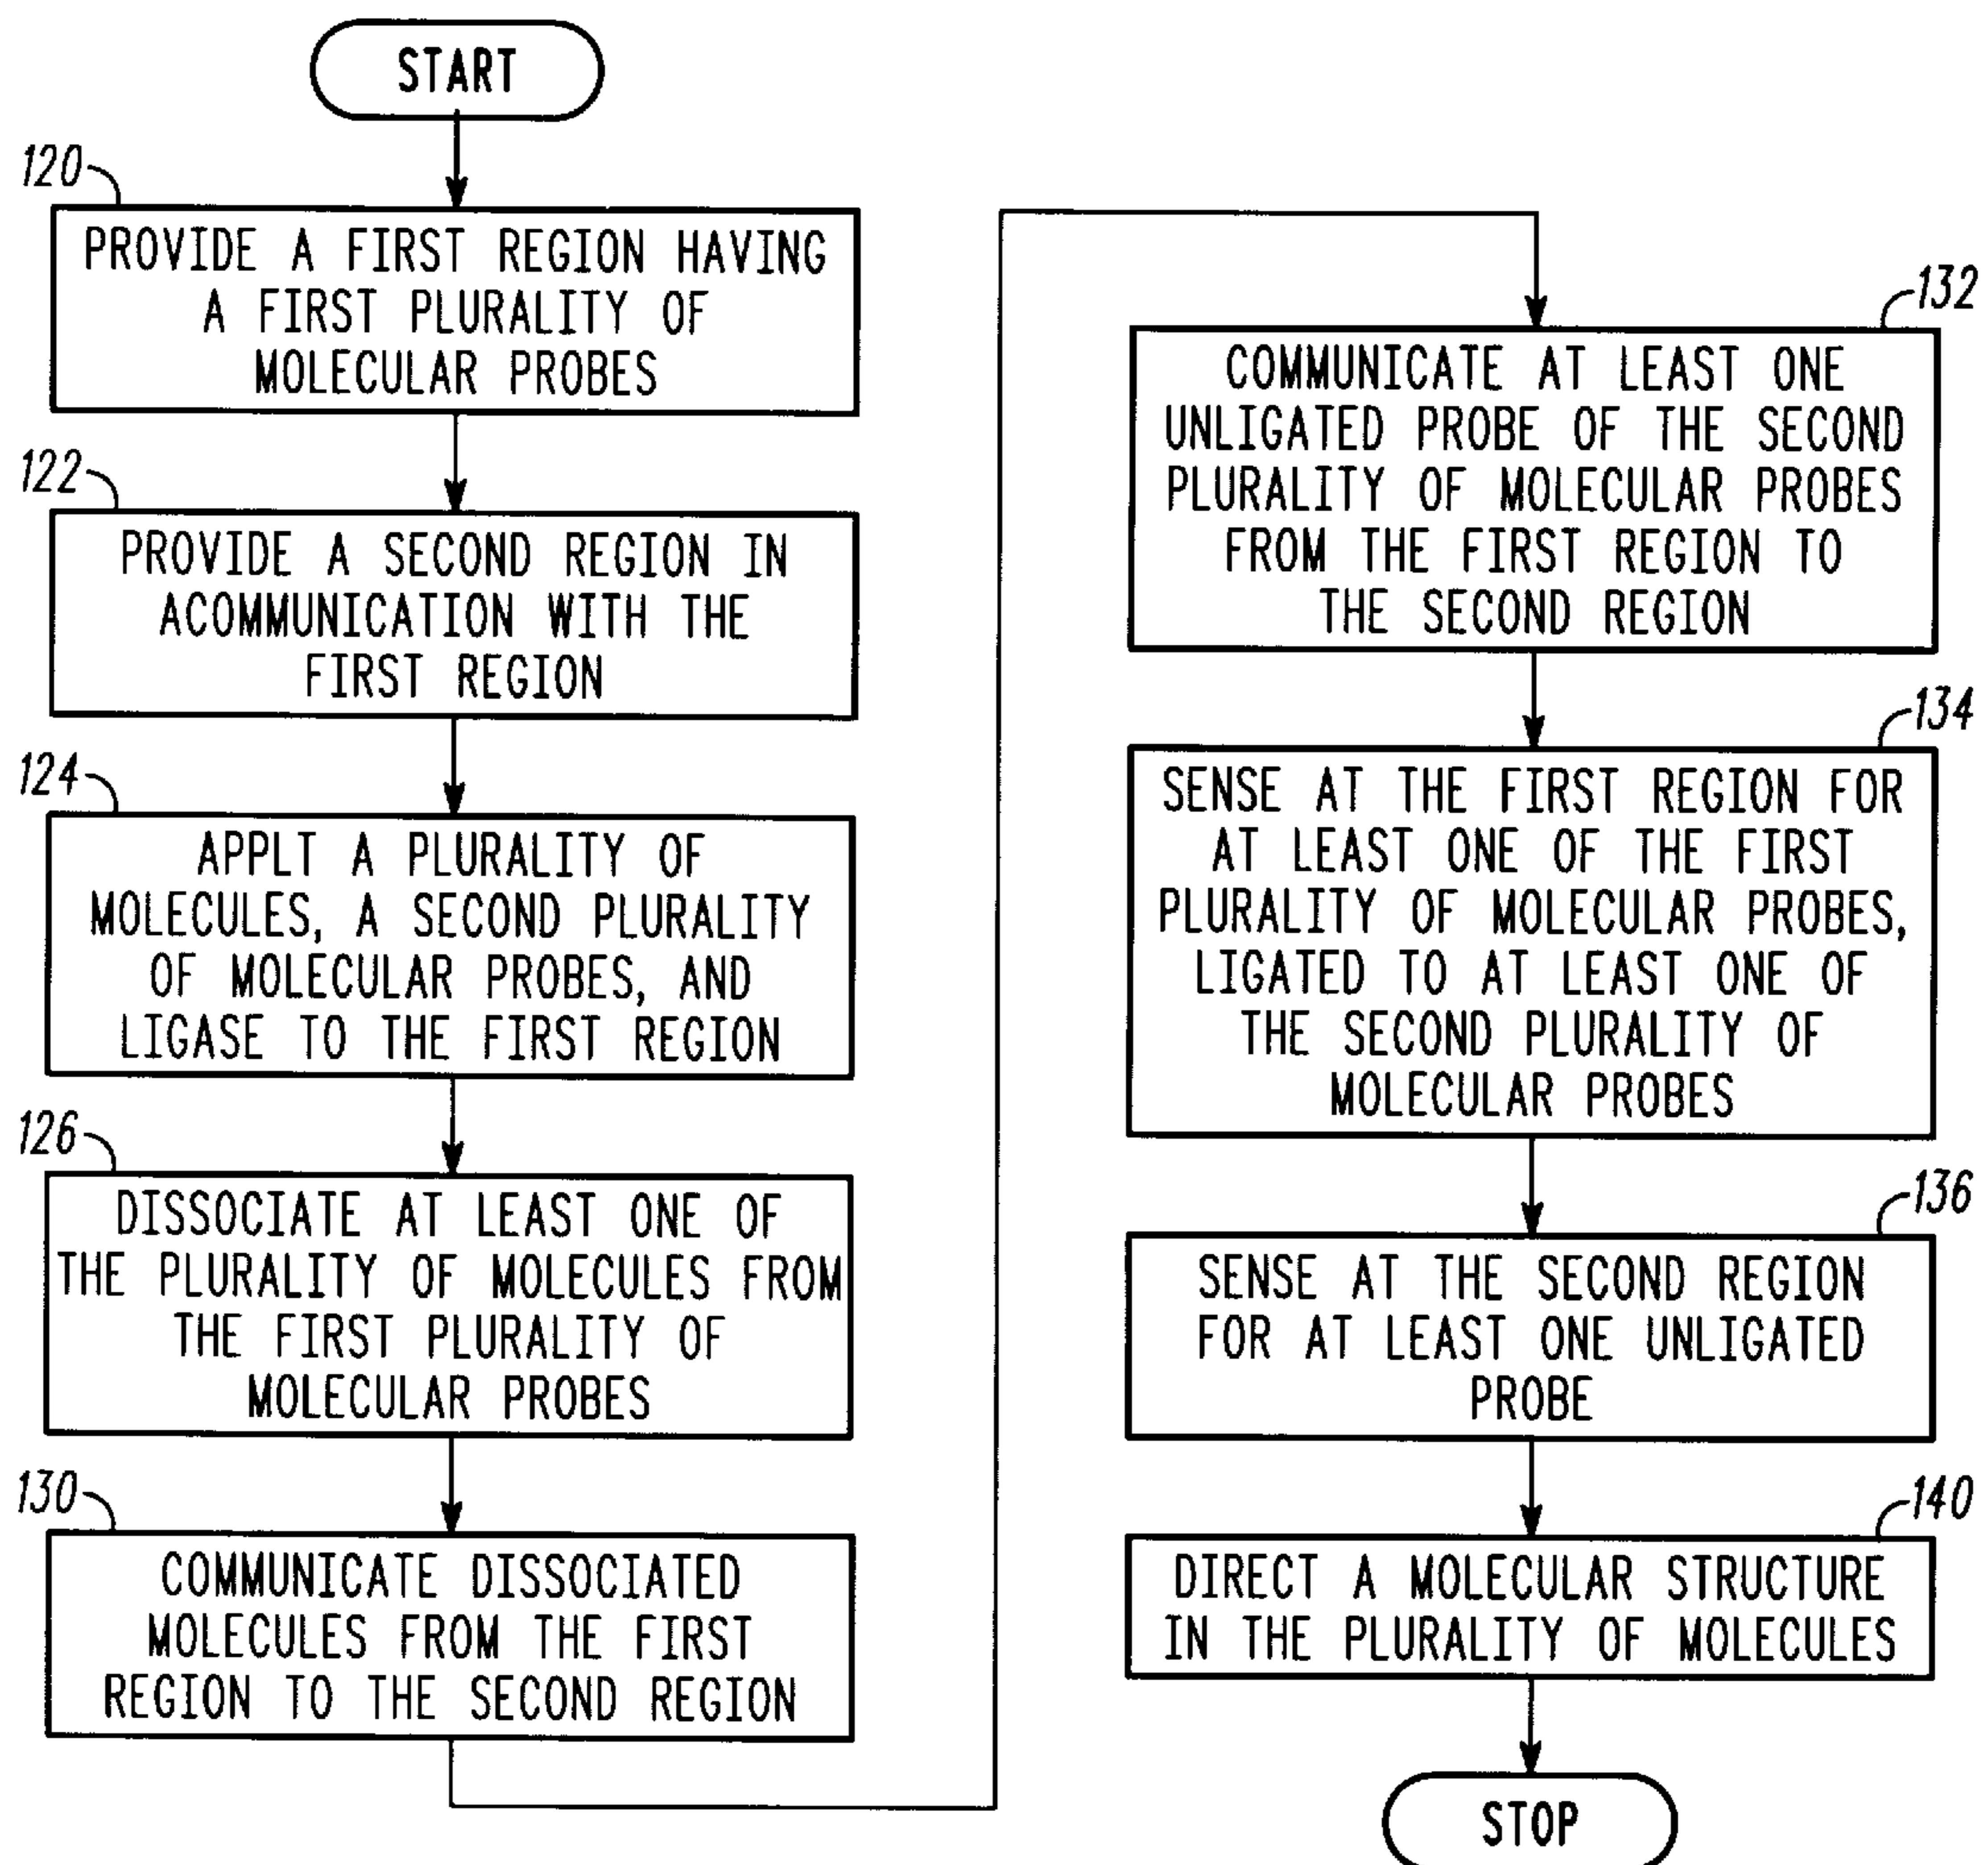 START
120
PROVIDE A FIRST REGION HAVING
A FIRST PLURALITY OF
MOLECULAR PROBES
122
PROVIDE A SECOND REGION IN
ACOMMUNICATION WITH THE
FIRST REGION
124
APPLT A PLURALITY OF
MOLECULES, A SECOND PLURALITY
OF MOLECULAR PROBES, AND
LIGASE TO THE FIRST REGION
126
DISSOCIATE AT LEAST ONE OF
THE PLURALITY OF MOLECULES FROM
THE FIRST PLURALITY OF
MOLECULAR PROBES
130
COMMUNICATE DISSOCIATED
MOLECULES FROM THE FIRST
REGION TO THE SECOND REGION
132
COMMUNICATE AT LEAST ONE
UNLIGATED PROBE OF THE SECOND
PLURALITY OF MOLECULAR PROBES
FROM THE FIRST REGION TO
THE SECOND REGION
134
SENSE AT THE FIRST REGION FOR
AT LEAST ONE OF THE FIRST
PLURALITY OF MOLECULAR PROBES,
LIGATED TO AT LEAST ONE OF
THE SECOND PLURALITY OF
MOLECULAR PROBES
136
SENSE AT THE SECOND REGION
FOR AT LEAST ONE UNLIGATED
PROBE
140
DIRECT A MOLECULAR STRUCTURE
IN THE PLURALITY OF MOLECULES
STOP